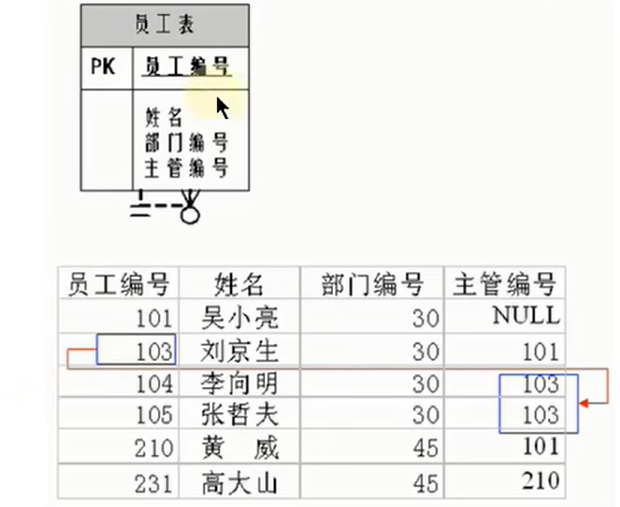 员工表
PK 员工编号
姓名
部门编号
主管编号
员工编号 姓名 部门编号 主管编号
101 吴小亮 30 NULL
103 刘京生 30 101
104 李向明 30 103
105 张哲夫 30 103
210 黄 威 45 101
231 高大山 45 210